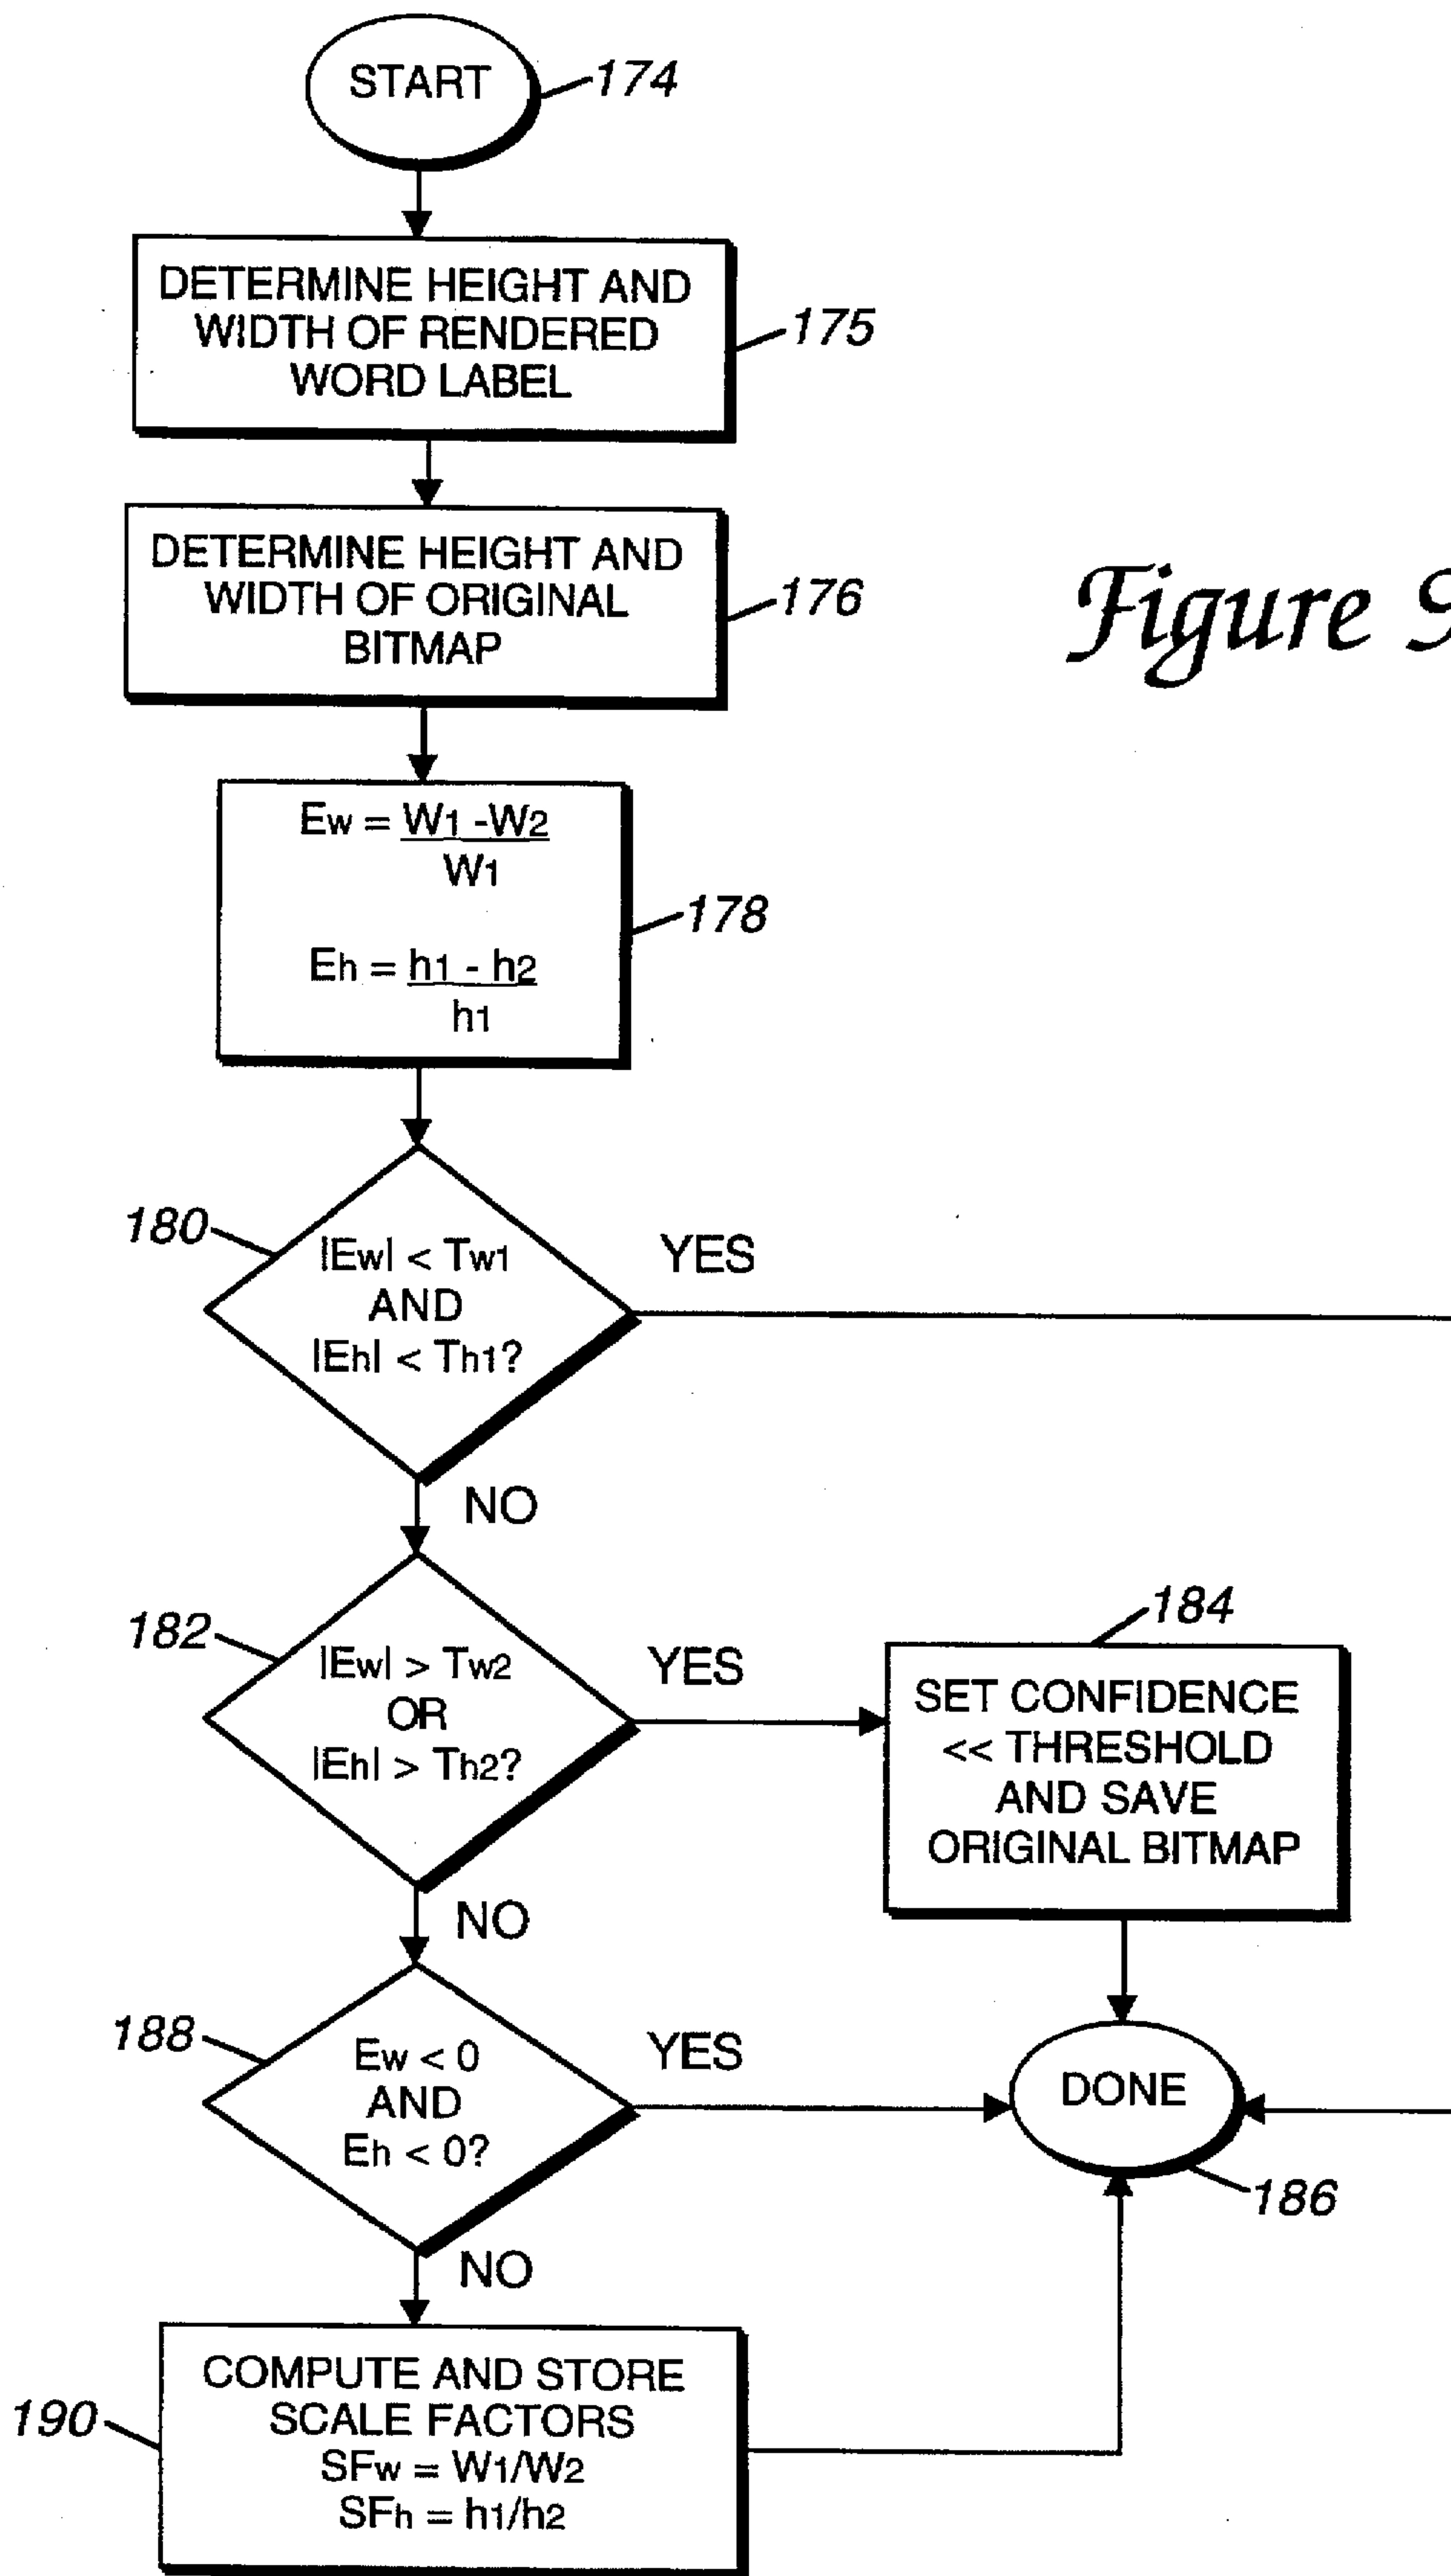 START
174
DETERMINE HEIGHT AND
WIDTH OF RENDERED
WORD LABEL
175
DETERMINE HEIGHT AND
WIDTH OF ORIGINAL
BITMAP
176
Figure 9
Ew = W1 -W2
W1
Eh = h1 - h2
h1
178
180
|Ew| < Tw1
AND
|Eh| < Th1?
YES
NO
182
|Ew| > Tw2
OR
|Eh| > Th2?
YES
184
SET CONFIDENCE
<< THRESHOLD
AND SAVE
ORIGINAL BITMAP
NO
188
Ew < 0
AND
Eh < 0?
YES
DONE
186
NO
190
COMPUTE AND STORE
SCALE FACTORS
SFw = W1/W2
SFh = h1/h2